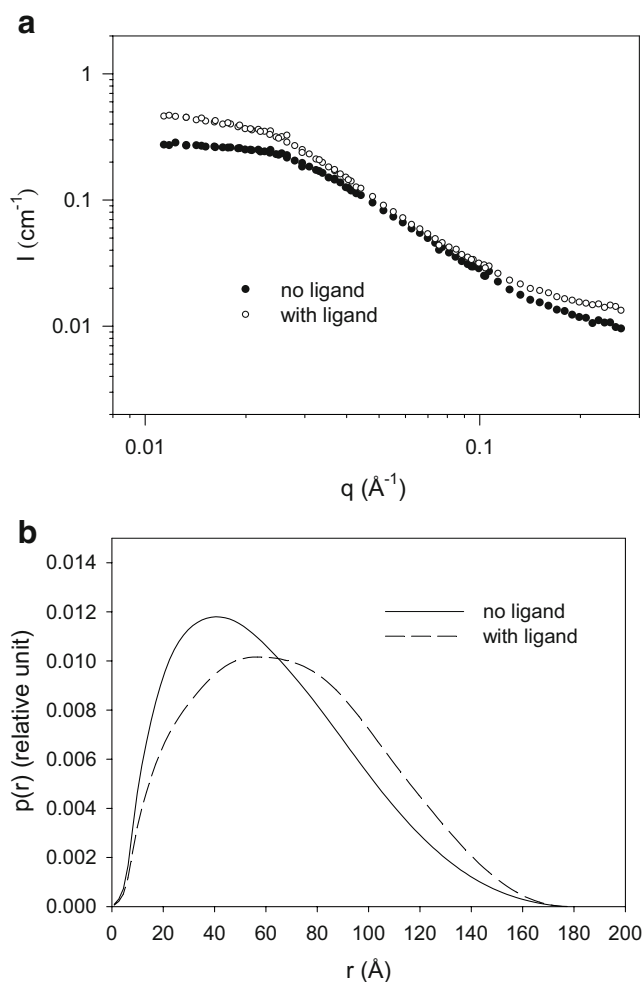 a
1
0.1
0.01
I (cm⁻¹)
no ligand
with ligand
0.01
0.1
q (Å⁻¹)
b
0.014
0.012
0.010
0.008
0.006
0.004
0.002
0.000
p(r) (relative unit)
no ligand
with ligand
0 20 40 60 80 100 120 140 160 180 200
r (Å)